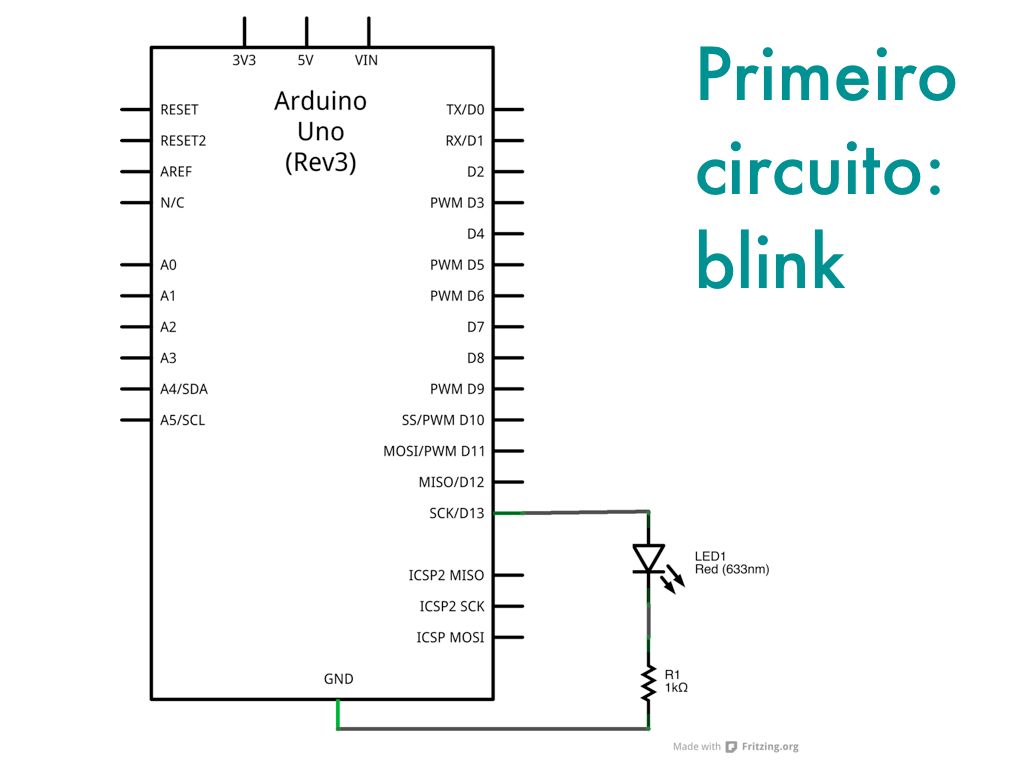 Primeiro
circuito:
blink
3V3
5V
VIN
Arduino
Uno
(Rev3)
RESET
RESET2
AREF
N/C
A0
A1
A2
A3
A4/SDA
A5/SCL
TX/D0
RX/D1
D2
PWM D3
D4
PWM D5
PWM D6
D7
D8
PWM D9
SS/PWM D10
MOSI/PWM D11
MISO/D12
SCK/D13
ICSP2 MISO
ICSP2 SCK
ICSP MOSI
GND
LED1
Red (633nm)
R1
1kΩ
Made with Fritzing.org